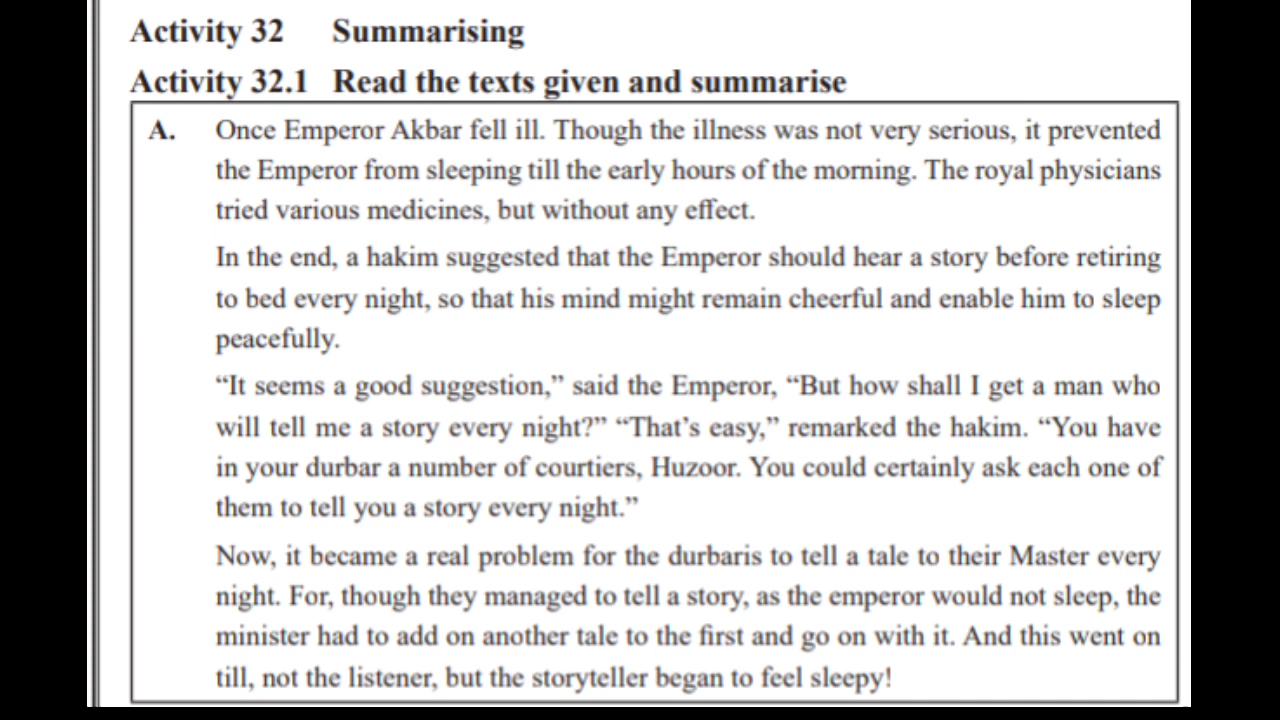 Activity 32 Summarising
Activity 32.1 Read the texts given and summarise
A. Once Emperor Akbar fell ill. Though the illness was not very serious, it prevented
the Emperor from sleeping till the early hours of the morning. The royal physicians
tried various medicines, but without any effect.
In the end, a hakim suggested that the Emperor should hear a story before retiring
to bed every night, so that his mind might remain cheerful and enable him to sleep
peacefully.
“It seems a good suggestion,” said the Emperor, “But how shall I get a man who
will tell me a story every night?” “That’s easy,” remarked the hakim. “You have
in your durbar a number of courtiers, Huzoor. You could certainly ask each one of
them to tell you a story every night.”
Now, it became a real problem for the durbaris to tell a tale to their Master every
night. For, though they managed to tell a story, as the emperor would not sleep, the
minister had to add on another tale to the first and go on with it. And this went on
till, not the listener, but the storyteller began to feel sleepy!